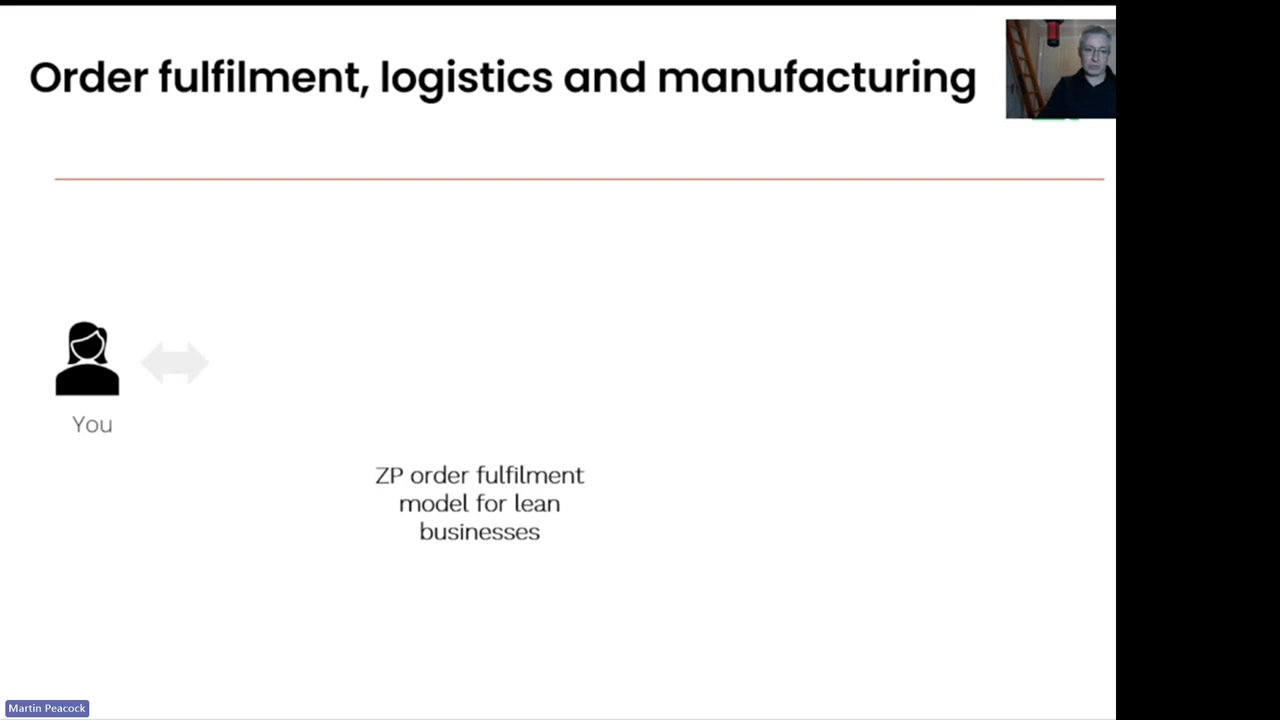 Order fulfilment, logistics and manufacturing
You
ZP order fulfilment
model for lean
businesses
Martin Peacock